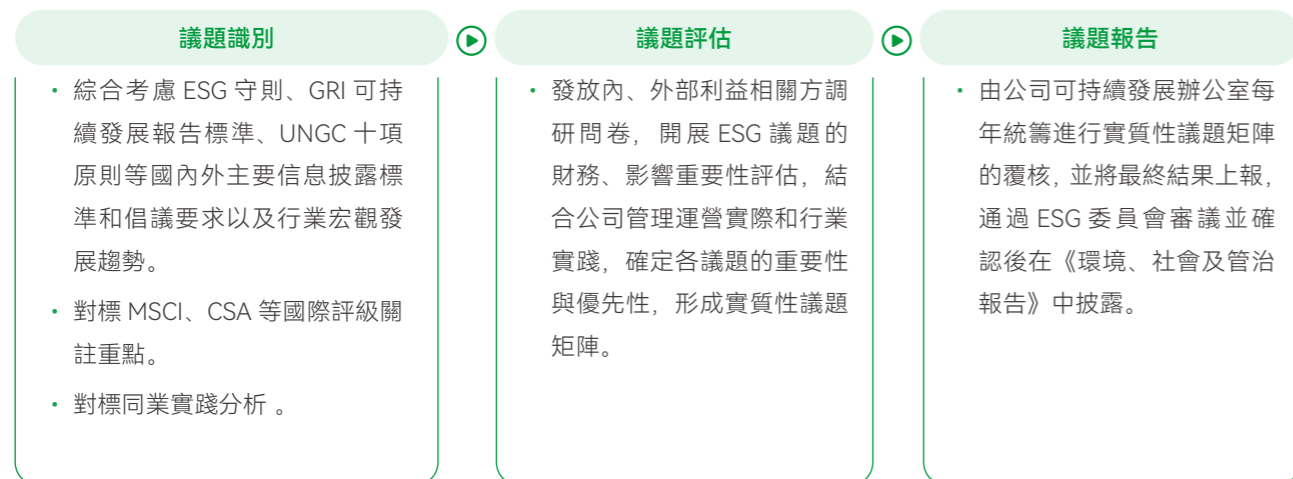 議題識別
• 綜合考慮 ESG 守則、GRI 可持
續發展報告標準、UNGC 十項
原則等國內外主要信息披露標
準和倡議要求以及行業宏觀發
展趨勢。
• 對標 MSCI、CSA 等國際評級關
註重點。
• 對標同業實踐分析 。
議題評估
• 發放內、外部利益相關方調
研問卷，開展 ESG 議題的
財務、影響重要性評估，結
合公司管理運營實際和行業
實踐，確定各議題的重要性
與優先性，形成實質性議題
矩陣。
議題報告
• 由公司可持續發展辦公室每
年統籌進行實質性議題矩陣
的覆核，並將最終結果上報，
通過 ESG 委員會審議並確
認後在《環境、社會及管治
報告》中披露。